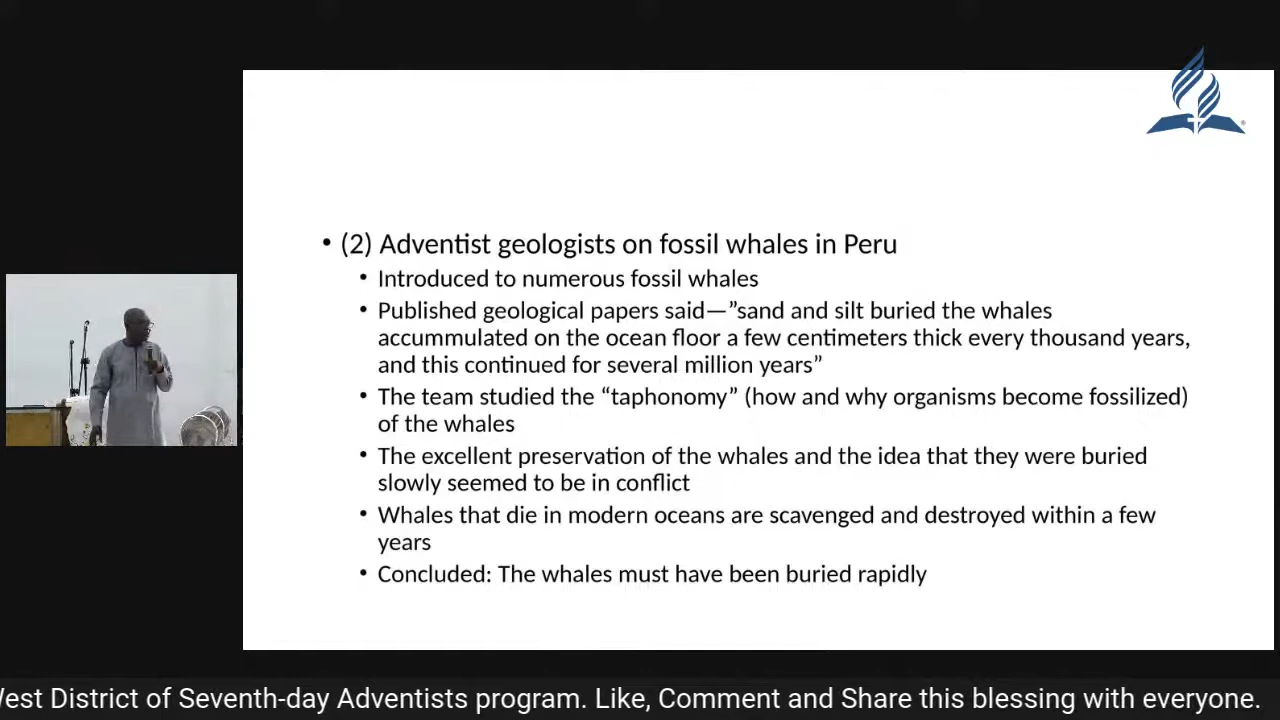 • (2) Adventist geologists on fossil whales in Peru
• Introduced to numerous fossil whales
• Published geological papers said—”sand and silt buried the whales
accummulated on the ocean floor a few centimeters thick every thousand years,
and this continued for several million years”
• The team studied the “taphonomy” (how and why organisms become fossilized)
of the whales
• The excellent preservation of the whales and the idea that they were buried
slowly seemed to be in conflict
• Whales that die in modern oceans are scavenged and destroyed within a few
years
• Concluded: The whales must have been buried rapidly
West District of Seventh-day Adventists program. Like, Comment and Share this blessing with everyone.